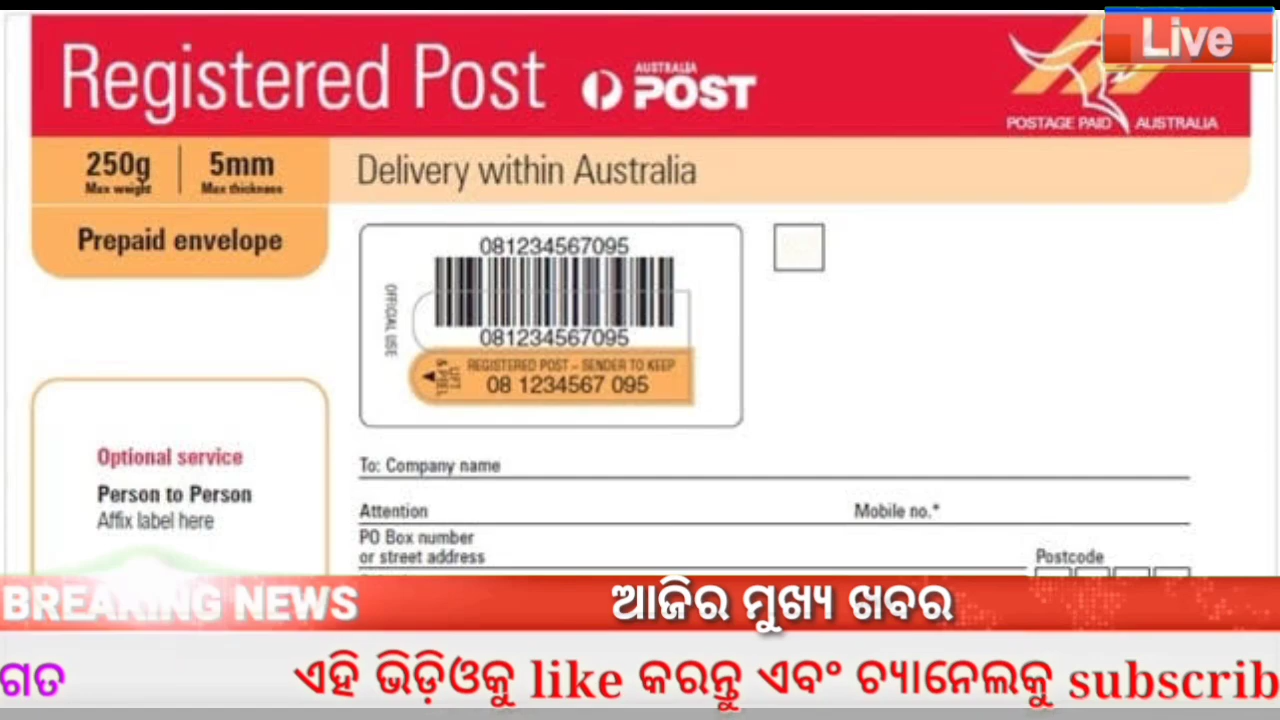 Live
Registered Post
AUSTRALIA
POST
POSTAGE PAID AUSTRALIA
250g
Max weight
5mm
Max thickness
Delivery within Australia
Prepaid envelope
081234567095
OFFICIAL USE
081234567095
LIFT
& PEEL
REGISTERED POST – SENDER TO KEEP
08 1234567 095
Optional service
Person to Person
Affix label here
To: Company name
Attention
Mobile no.*
PO Box number
or street address
Postcode
BREAKING NEWS
ଆଜିର ମୁଖ୍ୟ ଖବର
ଗତ
ଏହି ଭିଡ଼ିଓକୁ like କରନ୍ତୁ ଏବଂ ଚ୍ୟାନେଲକୁ subscrib